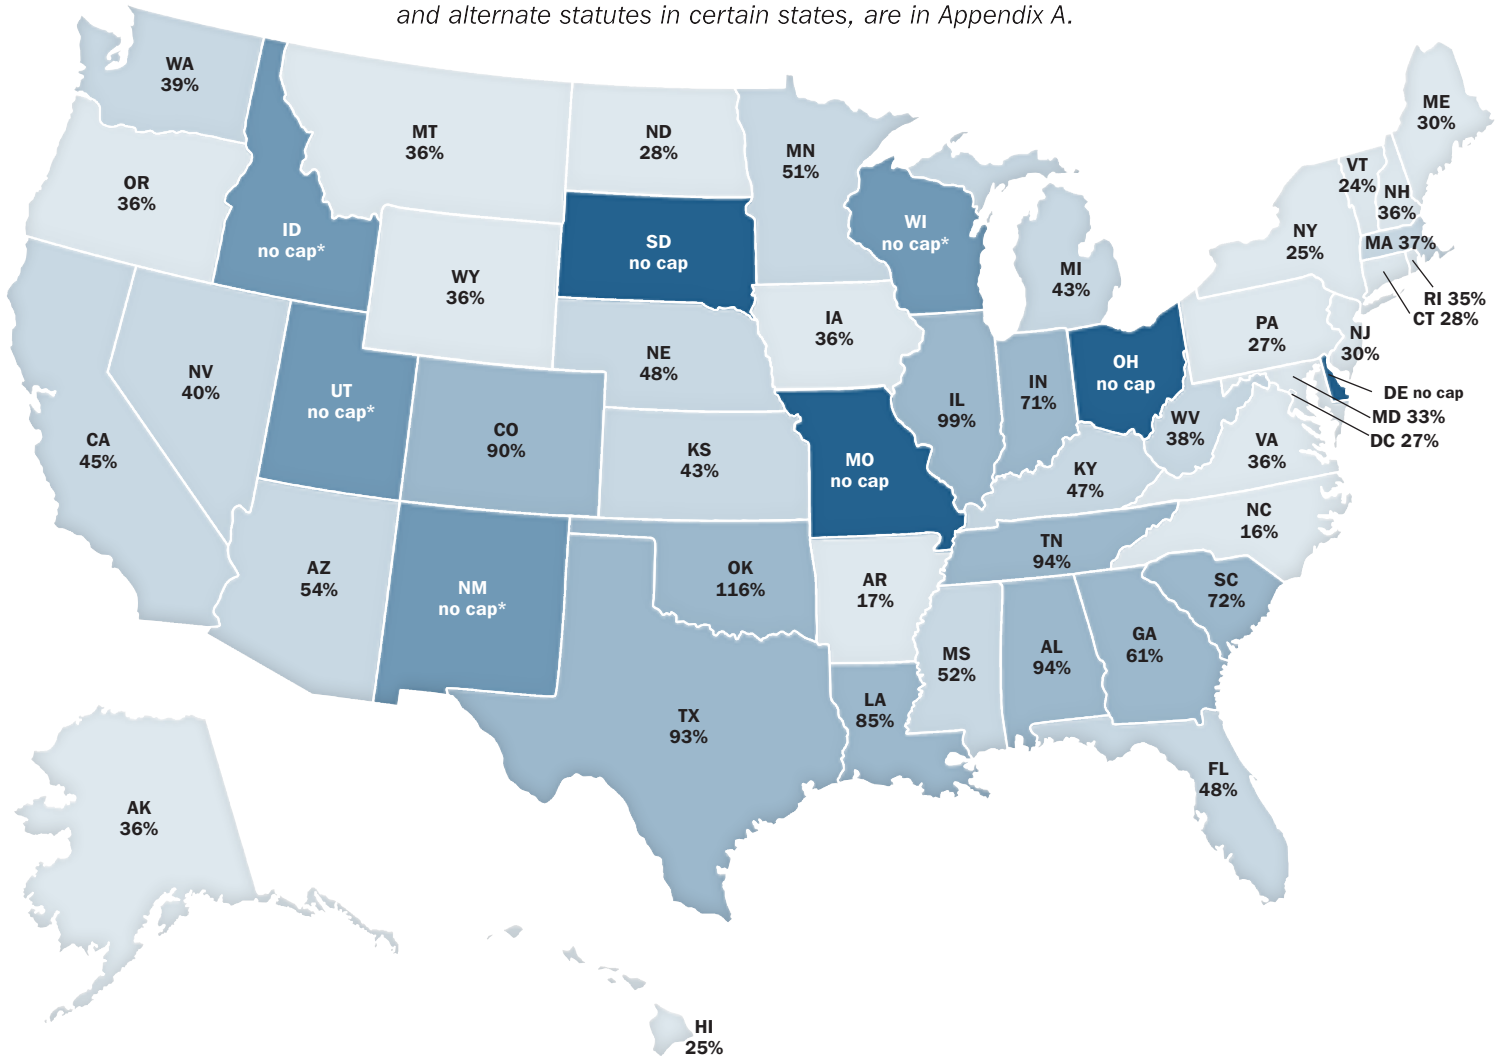 and alternate statutes in certain states, are in Appendix A.
WA
39%
OR
36%
ID
no cap*
MT
36%
ND
28%
MN
51%
WI
no cap*
MI
43%
ME
30%
VT
24%
NH
36%
NY
25%
MA 37%
RI 35%
CT 28%
SD
no cap
WY
36%
IA
36%
NE
48%
PA
27%
NJ
30%
OH
no cap
IN
71%
IL
99%
DE no cap
MD 33%
DC 27%
WV
38%
VA
36%
NV
40%
UT
no cap*
CO
90%
CA
45%
KS
43%
MO
no cap
KY
47%
NC
16%
TN
94%
SC
72%
AZ
54%
NM
no cap*
OK
116%
AR
17%
MS
52%
AL
94%
GA
61%
LA
85%
TX
93%
FL
48%
AK
36%
HI
25%